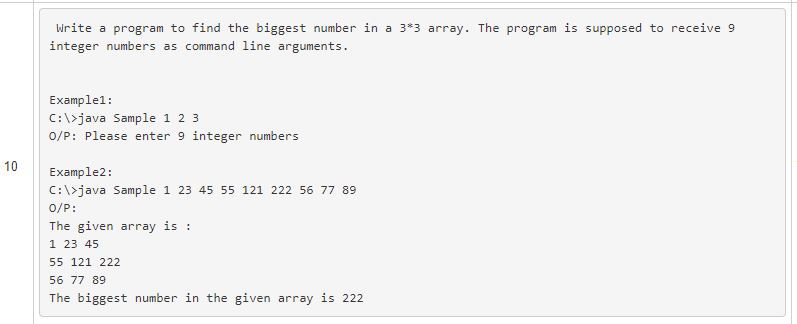 Write a program to find the biggest number in a 3*3 array. The program is supposed to receive 9
integer numbers as command line arguments.
Example1:
C:\>java Sample 1 2 3
O/P: Please enter 9 integer numbers
10
Example2:
C:\>java Sample 1 23 45 55 121 222 56 77 89
O/P:
The given array is :
1 23 45
55 121 222
56 77 89
The biggest number in the given array is 222